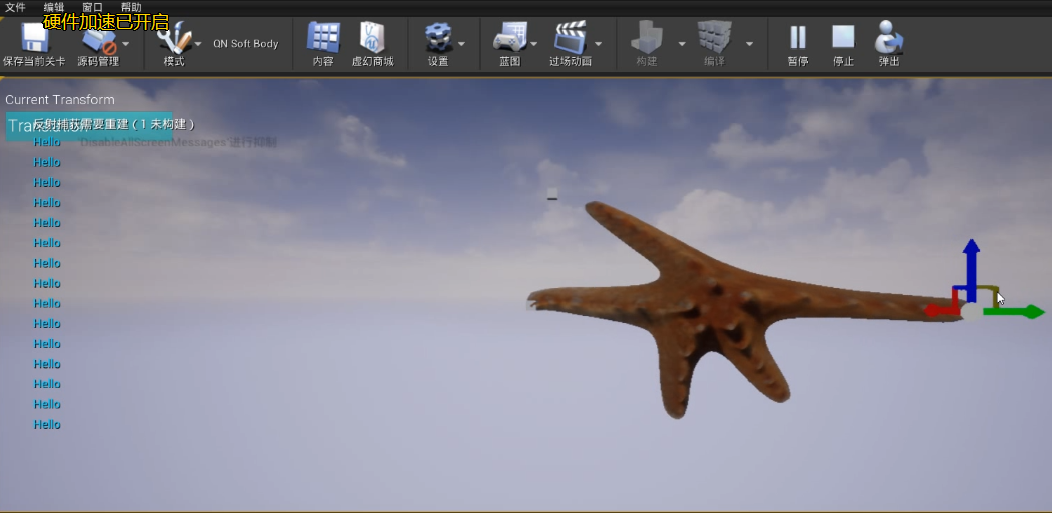 文件 编辑 窗口 帮助
硬件加速已开启
保存当前关卡 源码管理 模式 QN Soft Body 内容 虚幻商城 设置 蓝图 过场动画 构建 编译 暂停 停止 弹出
Current Transform
反射捕获需要重建 ( 1 未构建 )
Hello 'DisableAllScreenMessages'进行抑制
Hello
Hello
Hello
Hello
Hello
Hello
Hello
Hello
Hello
Hello
Hello
Hello
Hello
Hello